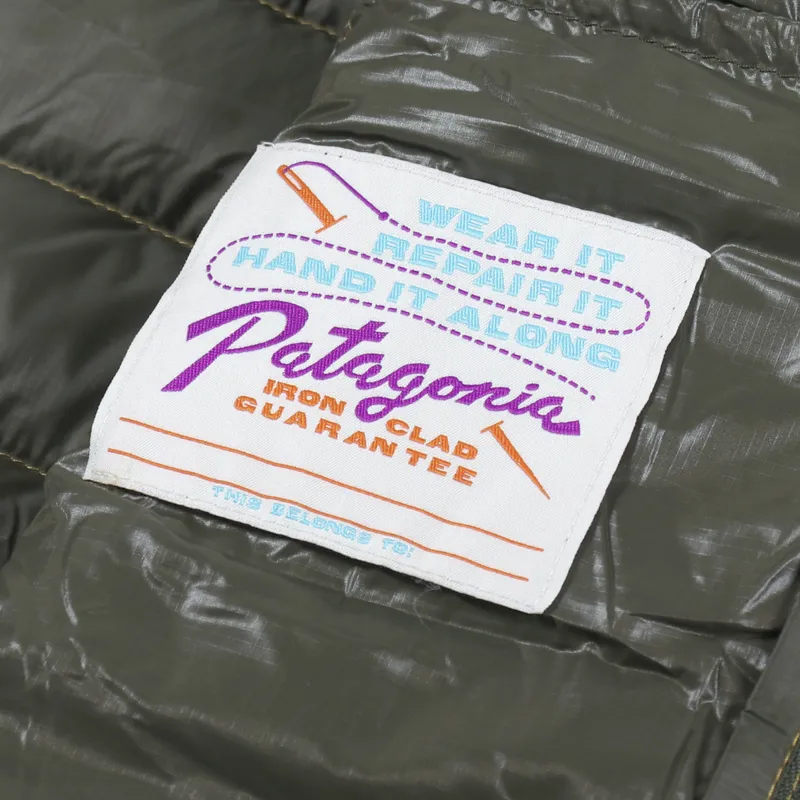 WEAR IT
REPAIR IT
HAND IT ALONG
Patagonia
IRON CLAD
GUARANTEE
THIS BELONGS TO: